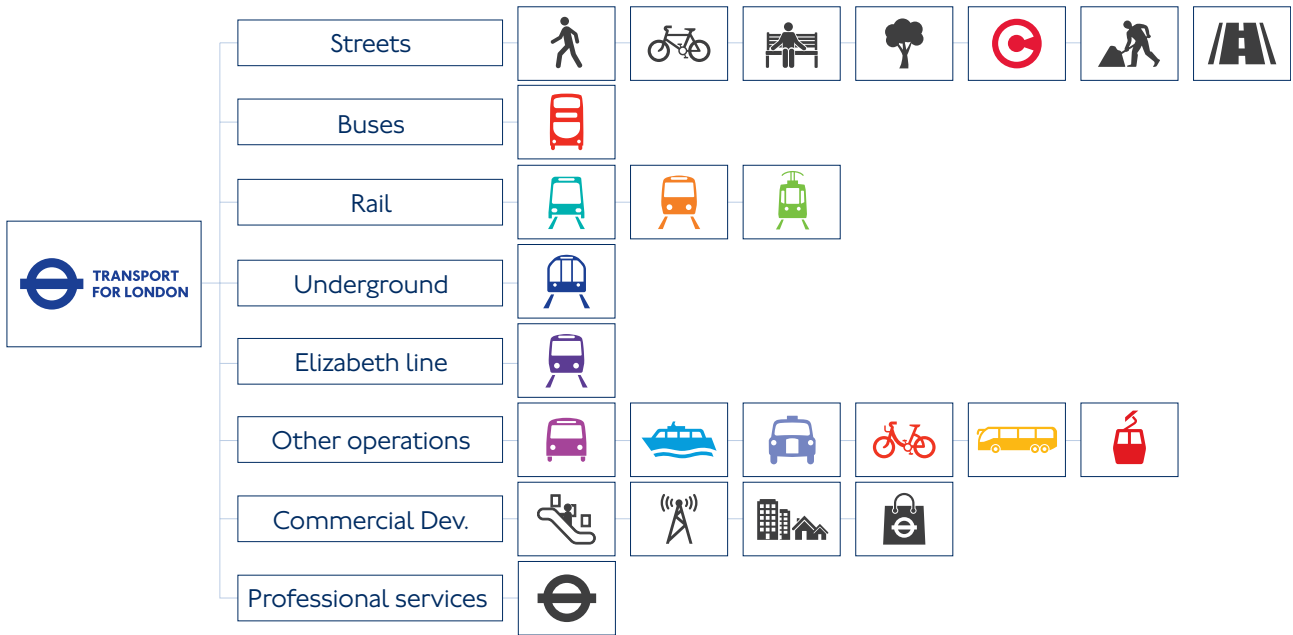 Streets
Buses
Rail
TRANSPORT
FOR LONDON
Underground
Elizabeth line
Other operations
Commercial Dev.
Professional services